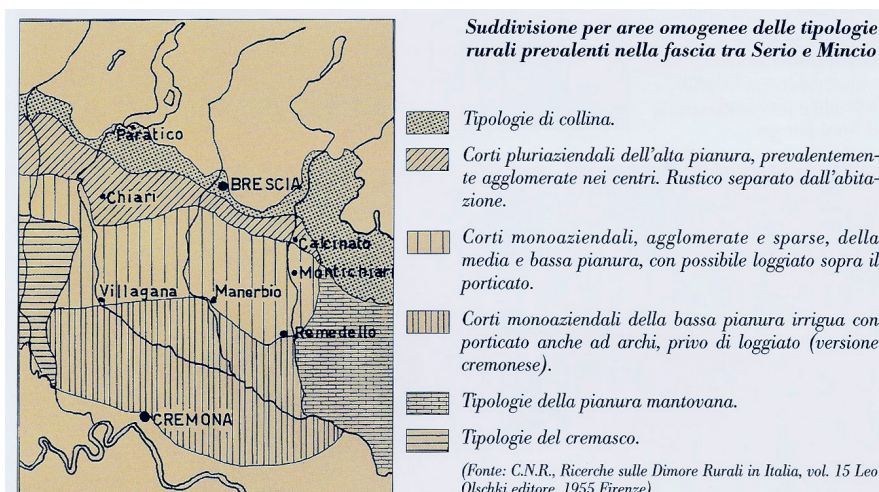 Suddivisione per aree omogenee delle tipologie
rurali prevalenti nella fascia tra Serio e Mincio
Tipologie di collina.
Corti pluriaziendali dell'alta pianura, prevalentemen-
te agglomerate nei centri. Rustico separato dall'abita-
zione.
Corti monoaziendali, agglomerate e sparse, della
media e bassa pianura, con possibile loggiato sopra il
porticato.
Corti monoaziendali della bassa pianura irrigua con
porticato anche ad archi, privo di loggiato (versione
cremonese).
Tipologie della pianura mantovana.
Tipologie del cremasco.
(Fonte: C.N.R., Ricerche sulle Dimore Rurali in Italia, vol. 15 Leo
Olschki editore, 1955 Firenze)
Paratico
BRESCIA
Chiari
Calcinato
Montichiari
Villagana
Manerbio
Remedello
CREMONA